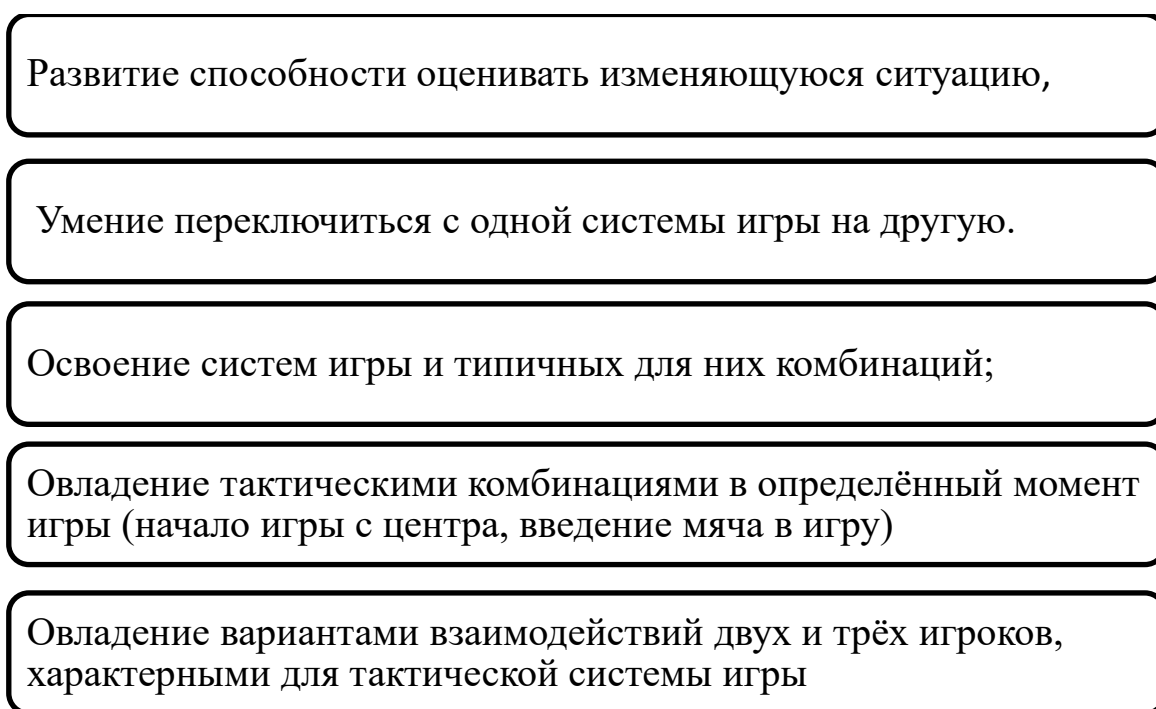 Развитие способности оценивать изменяющуюся ситуацию,
Умение переключиться с одной системы игры на другую.
Освоение систем игры и типичных для них комбинаций;
Овладение тактическими комбинациями в определённый момент
игры (начало игры с центра, введение мяча в игру)
Овладение вариантами взаимодействий двух и трёх игроков,
характерными для тактической системы игры